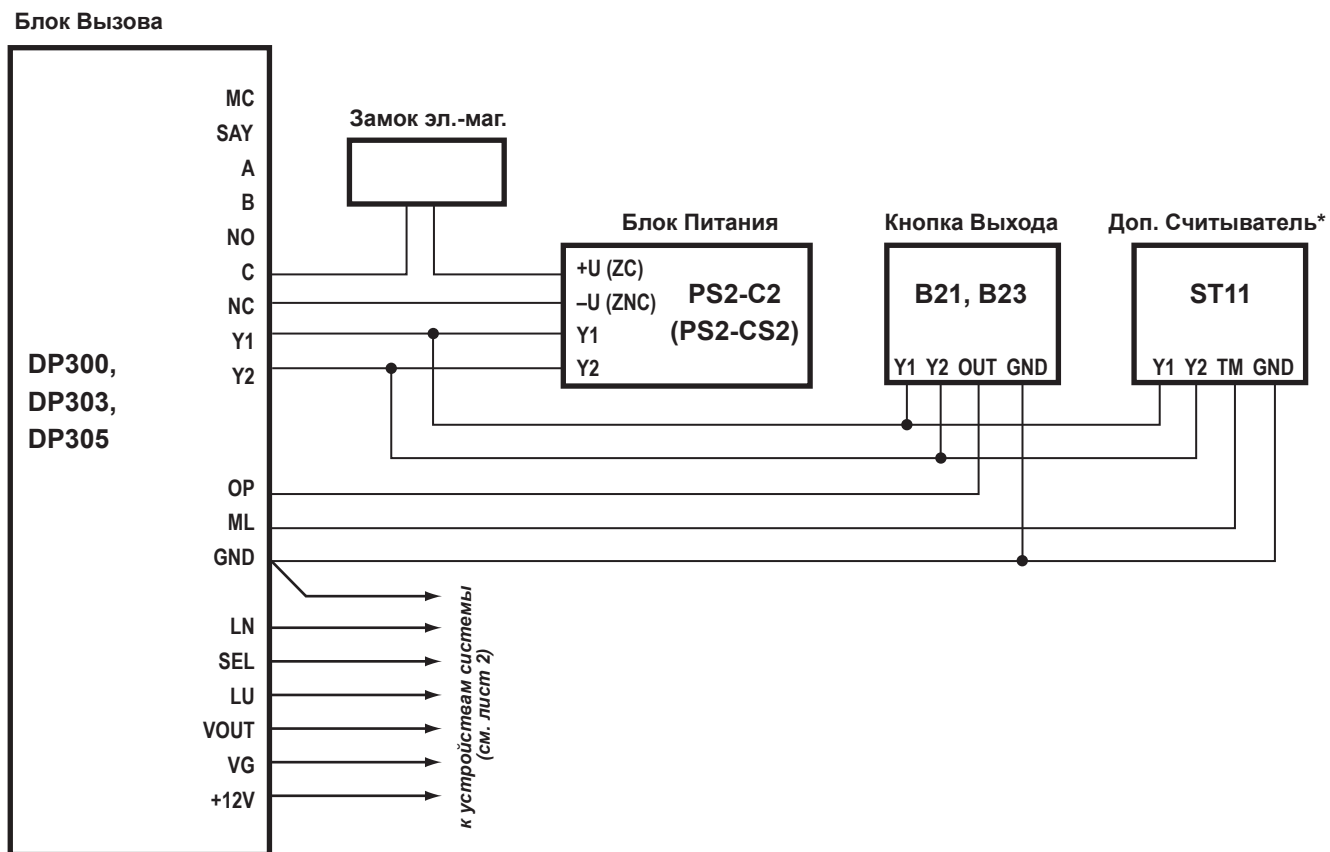 Блок Вызова
MC
SAY
A
B
NO
C
NC
Y1
Y2
DP300,
DP303,
DP305
OP
ML
GND
LN
SEL
LU
VOUT
VG
+12V
Замок эл.-маг.
Блок Питания
+U (ZC)
–U (ZNC)
Y1
Y2
PS2-C2
(PS2-CS2)
Кнопка Выхода
B21, B23
Y1 Y2 OUT GND
Доп. Считыватель*
ST11
Y1 Y2 TM GND
к устройствам системы
(см. лист 2)